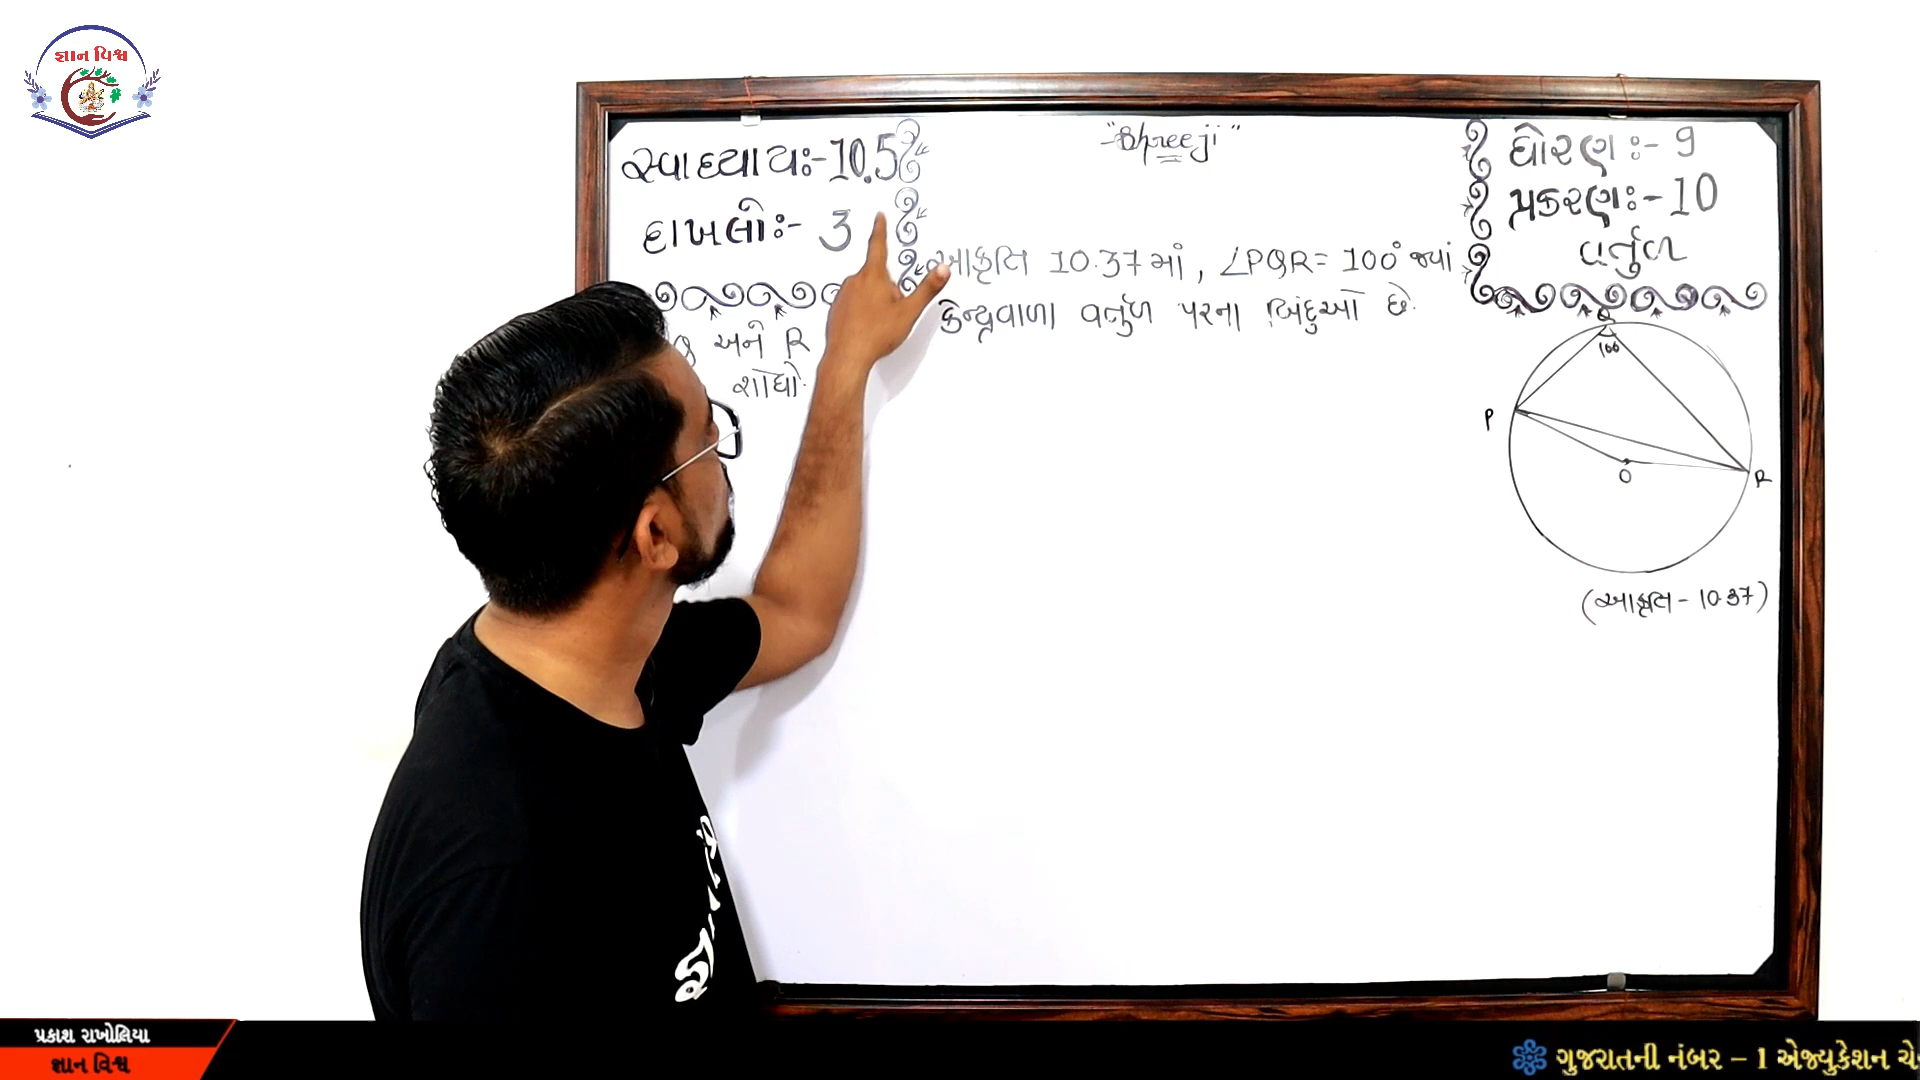 જ્ઞાન વિશ્વ
સ્વાધ્યાયઃ-10.5
દાખલોઃ- 3
"Shreeji"
ધોરણઃ- 9
પ્રકરણઃ-10
વર્તુળ
આકૃતિ 10.37માં, ∠PQR = 100° જ્યાં
અને R
કેન્દ્રવાળા વર્તુળ પરના બિંદુઓ છે.
શોધો.
Q
100
P
O
R
(આકૃતિ - 10.37)
પ્રકાશ રાખોલિયા
જ્ઞાન વિશ્વ
ગુજરાતની નંબર – 1 એજ્યુકેશન